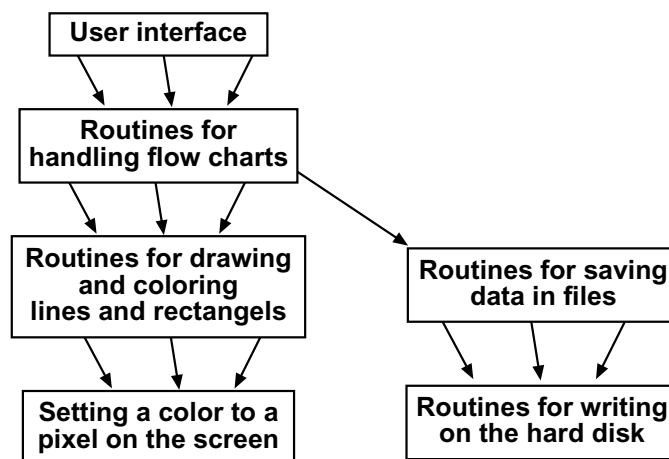 User interface
Routines for
handling flow charts
Routines for drawing
and coloring
lines and rectangels
Routines for saving
data in files
Setting a color to a
pixel on the screen
Routines for writing
on the hard disk